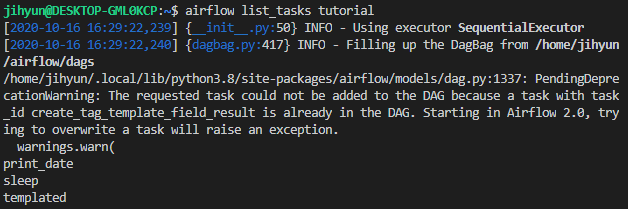 jihyun@DESKTOP-GML0KCP:~$ airflow list_tasks tutorial
[2020-10-16 16:29:22,239] {__init__.py:50} INFO - Using executor SequentialExecutor
[2020-10-16 16:29:22,240] {dagbag.py:417} INFO - Filling up the DagBag from /home/jihyun
/airflow/dags
/home/jihyun/.local/lib/python3.8/site-packages/airflow/models/dag.py:1337: PendingDepre
cationWarning: The requested task could not be added to the DAG because a task with task
_id create_tag_template_field_result is already in the DAG. Starting in Airflow 2.0, try
ing to overwrite a task will raise an exception.
  warnings.warn(
print_date
sleep
templated